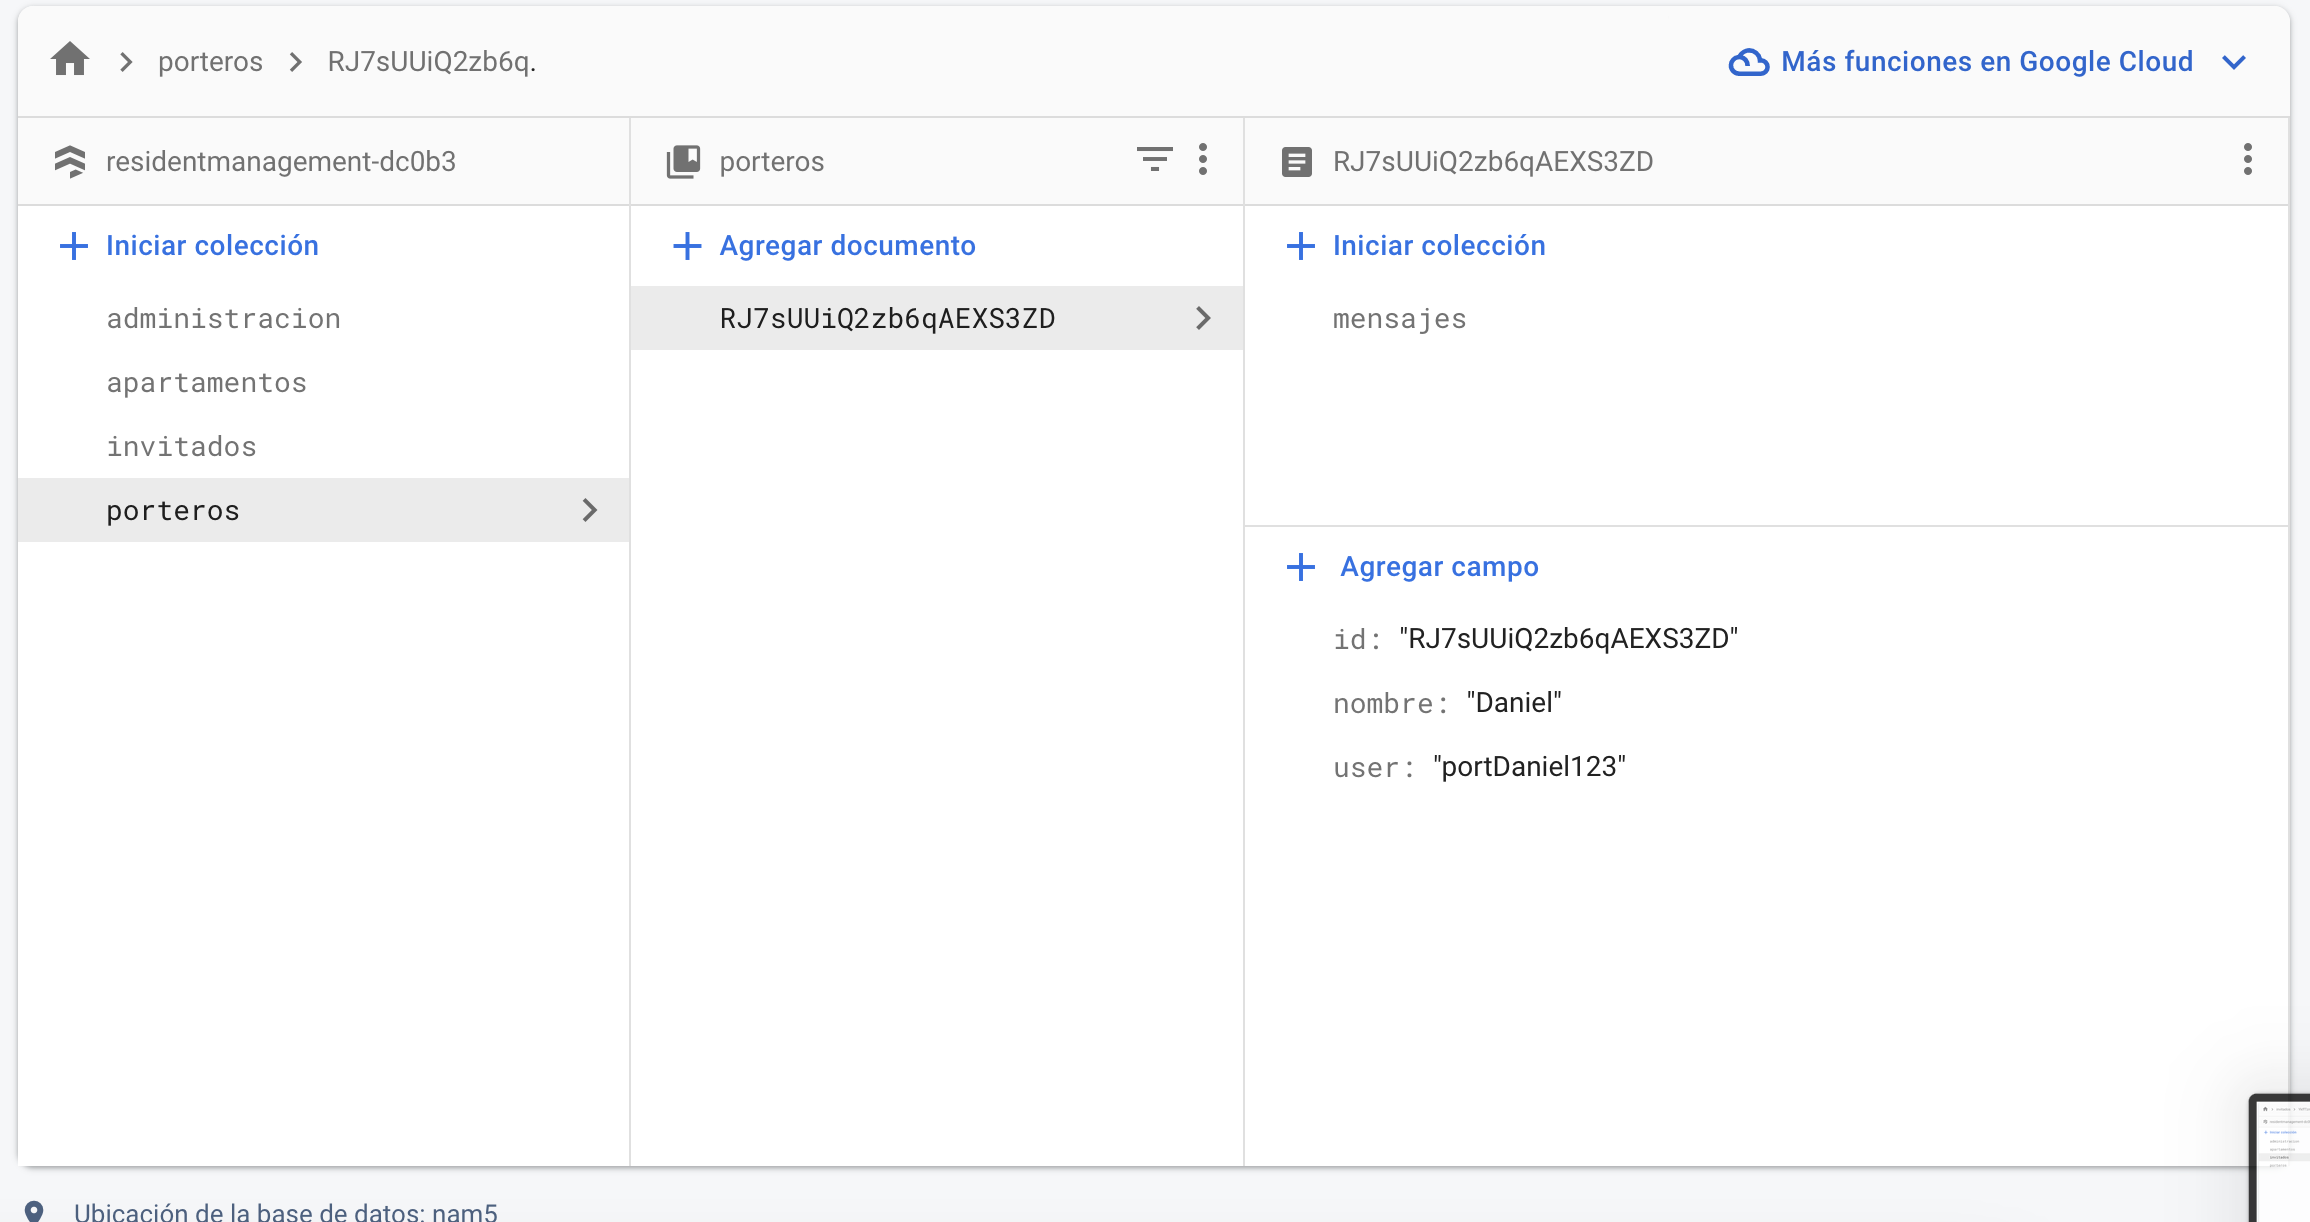 porteros
RJ7sUUiQ2zb6q.
Más funciones en Google Cloud
residentmanagement-dc0b3
porteros
RJ7sUUiQ2zb6qAEXS3ZD
Iniciar colección
Agregar documento
Iniciar colección
administracion
apartamentos
invitados
porteros
RJ7sUUiQ2zb6qAEXS3ZD
mensajes
Agregar campo
id: "RJ7sUUiQ2zb6qAEXS3ZD"
nombre: "Daniel"
user: "portDaniel123"
Ubicación de la base de datos: nam5